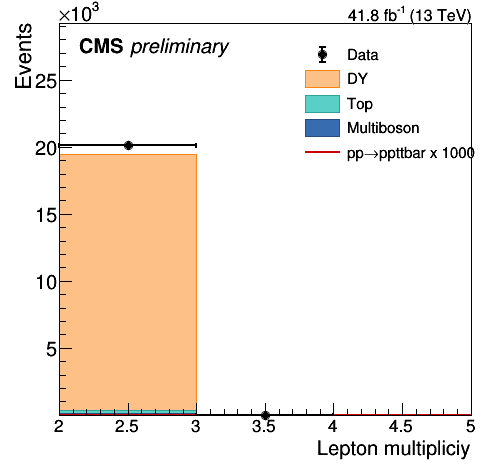 ×10³
41.8 fb⁻¹ (13 TeV)
Events
CMS preliminary
Data
DY
Top
Multiboson
pp→ppttbar x 1000
25
20
15
10
5
2 2.5 3 3.5 4 4.5 5
Lepton multipliciy